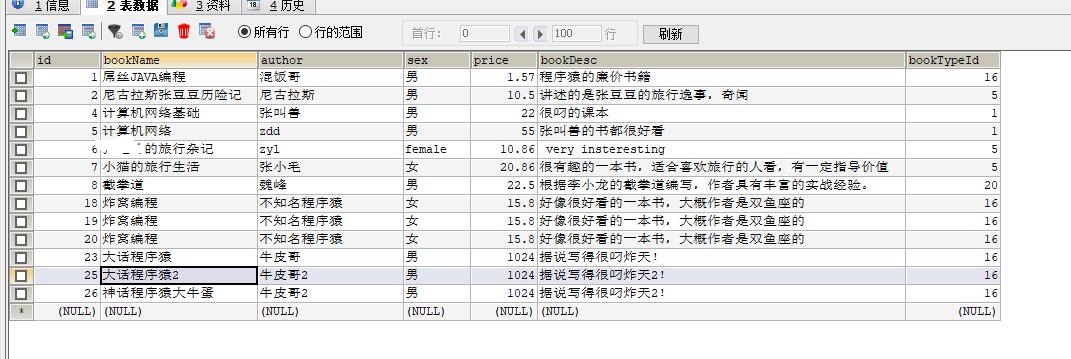 1 信息 2 表数据 3 资料 4 历史
所有行 行的范围 首行: 0 100 行 刷新
id bookName author sex price bookDesc bookTypeId
1 屌丝JAVA编程 混饭哥 男 1.57 程序猿的廉价书籍 16
2 尼古拉斯张豆豆历险记 尼古拉斯 男 10.5 讲述的是张豆豆的旅行逸事，奇闻 5
4 计算机网络基础 张叫兽 男 22 很叼的课本 1
5 计算机网络 zdd 男 55 张叫兽的书都很好看 1
6 的旅行杂记 zyl female 10.86 very insteresting 5
7 小猫的旅行生活 张小毛 女 20.86 很有趣的一本书，适合喜欢旅行的人看，有一定指导价值 5
8 截拳道 魏峰 男 22.5 根据李小龙的截拳道编写，作者具有丰富的实战经验。 20
18 炸窝编程 不知名程序猿 女 15.8 好像很好看的一本书，大概作者是双鱼座的 16
19 炸窝编程 不知名程序猿 女 15.8 好像很好看的一本书，大概作者是双鱼座的 16
20 炸窝编程 不知名程序猿 女 15.8 好像很好看的一本书，大概作者是双鱼座的 16
23 大话程序猿 牛皮哥 男 1024 据说写得很叼炸天! 16
25 大话程序猿2 牛皮哥2 男 1024 据说写得很叼炸天2! 16
26 神话程序猿大牛蛋 牛皮哥2 男 1024 据说写得很叼炸天2! 16
* (NULL) (NULL) (NULL) (NULL) (NULL) (NULL) (NULL)